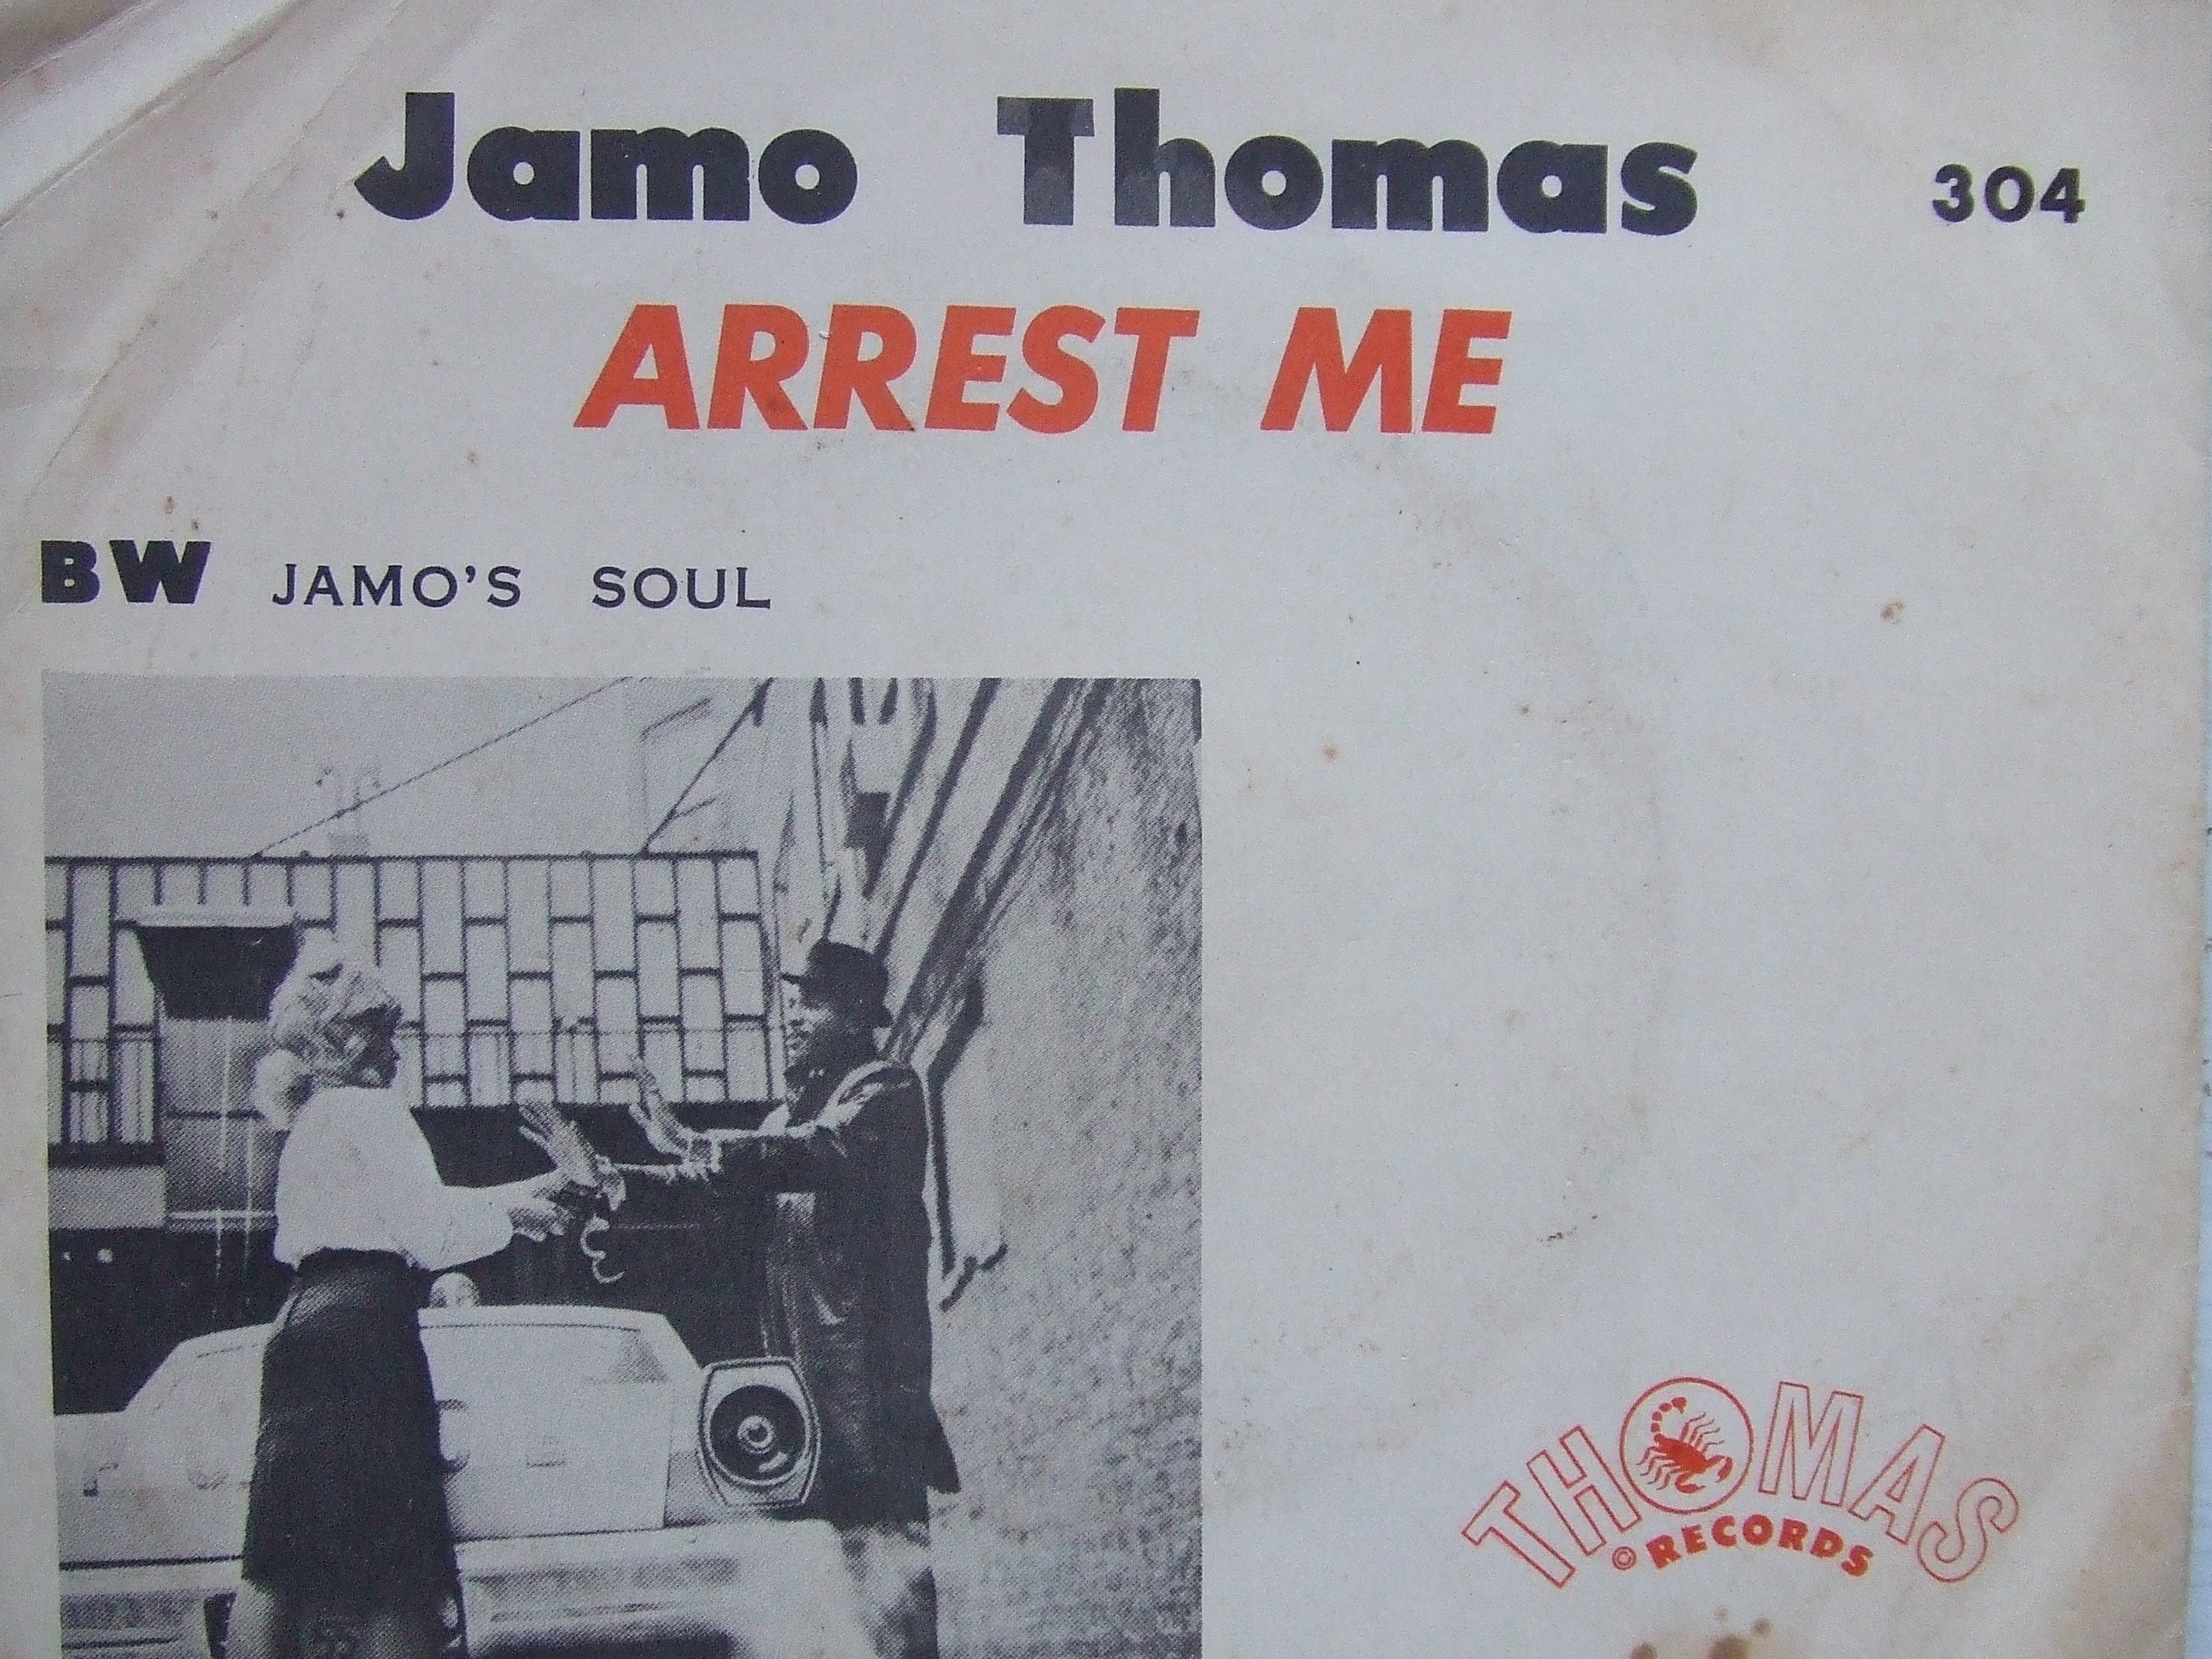 Jamo Thomas 304
ARREST ME
BW JAMO'S SOUL
THOMAS
© RECORDS